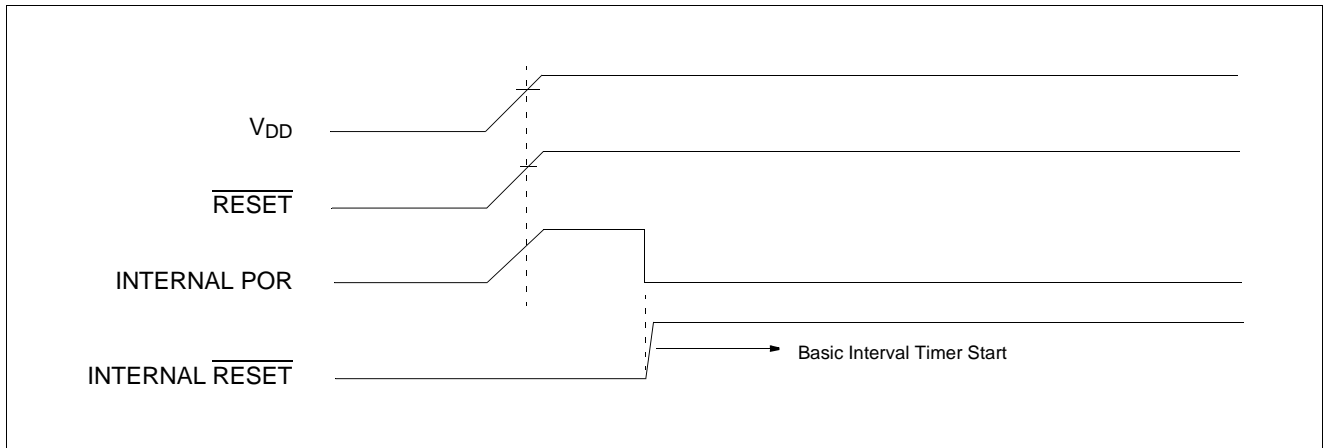 VDD
RESET
INTERNAL POR
Basic Interval Timer Start
INTERNAL RESET